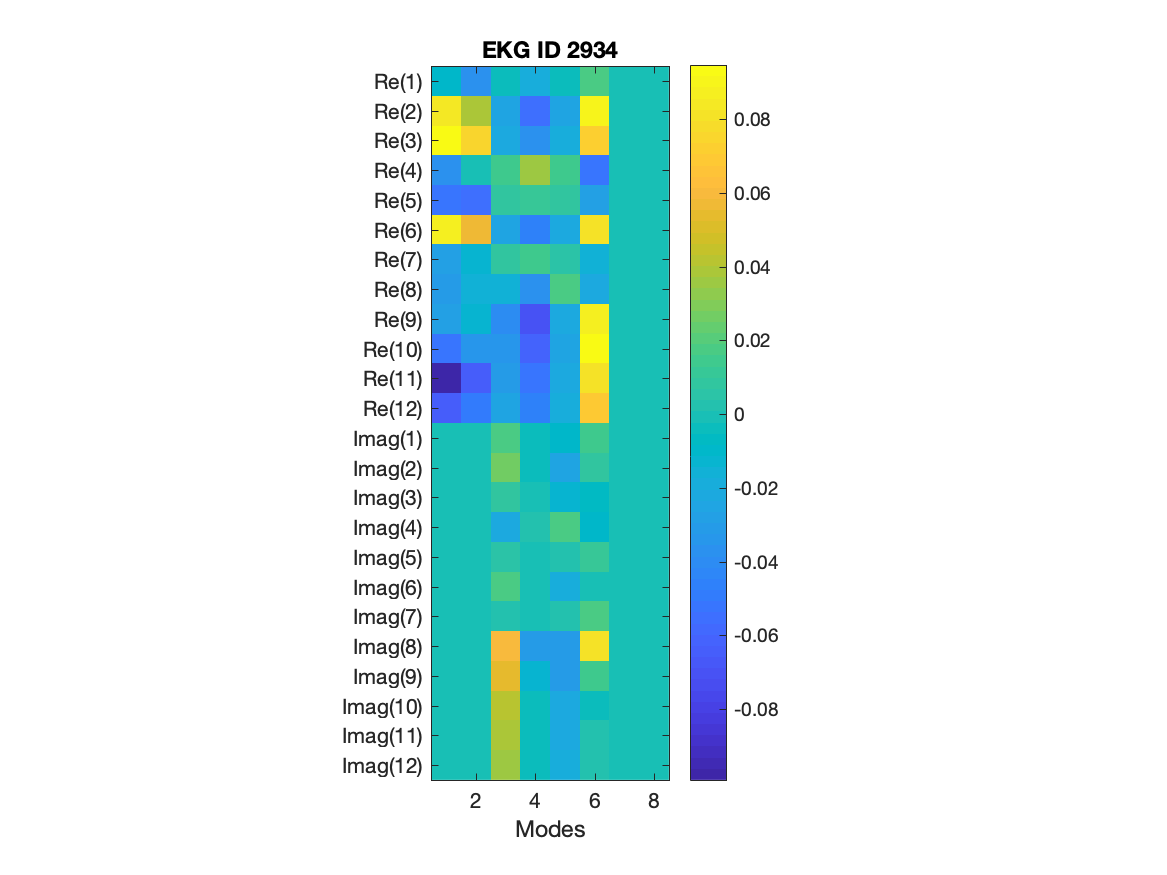 EKG ID 2934
Re(1)
Re(2)
Re(3)
Re(4)
Re(5)
Re(6)
Re(7)
Re(8)
Re(9)
Re(10)
Re(11)
Re(12)
Imag(1)
Imag(2)
Imag(3)
Imag(4)
Imag(5)
Imag(6)
Imag(7)
Imag(8)
Imag(9)
Imag(10)
Imag(11)
Imag(12)
2 4 6 8
Modes
0.08
0.06
0.04
0.02
0
-0.02
-0.04
-0.06
-0.08